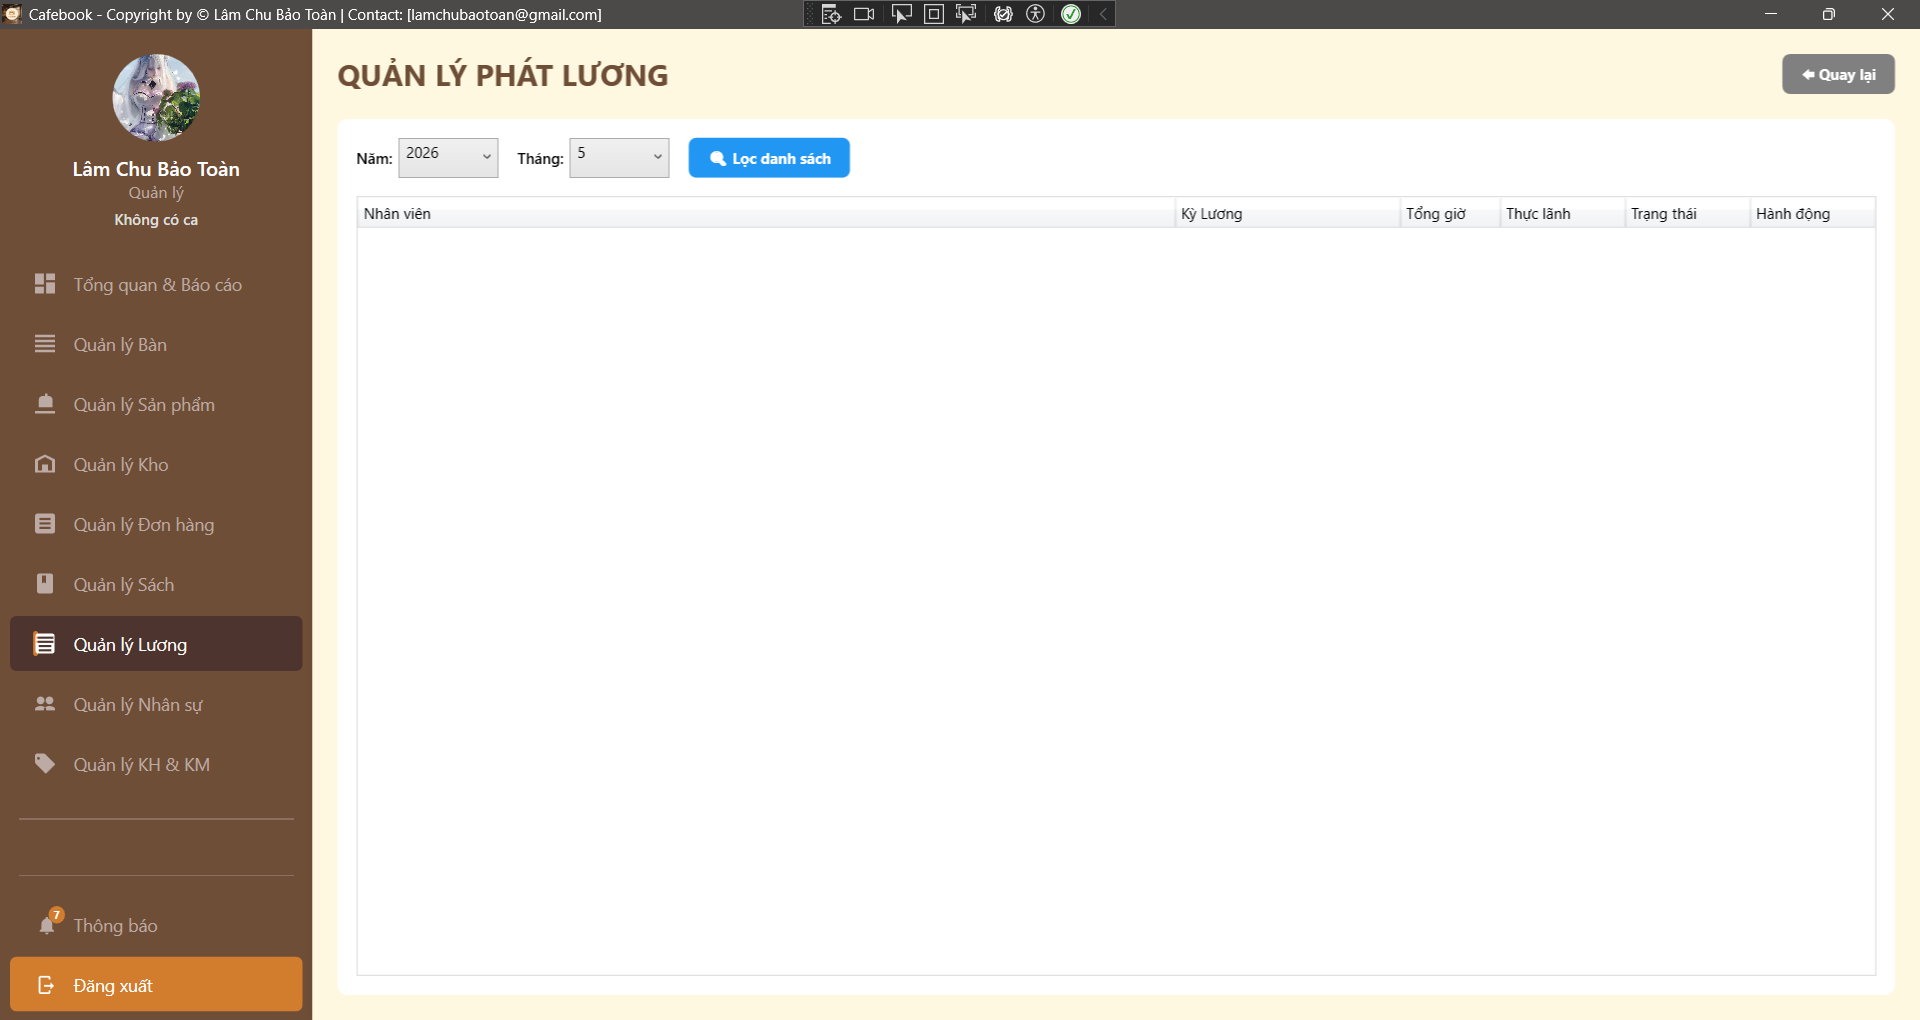 Cafebook - Copyright by © Lâm Chu Bảo Toàn | Contact: [lamchubaotoan@gmail.com]
Lâm Chu Bảo Toàn
Quản lý
Không có ca
Tổng quan & Báo cáo
Quản lý Bàn
Quản lý Sản phẩm
Quản lý Kho
Quản lý Đơn hàng
Quản lý Sách
Quản lý Lương
Quản lý Nhân sự
Quản lý KH & KM
7
Thông báo
Đăng xuất
QUẢN LÝ PHÁT LƯƠNG
Quay lại
Năm: 2026 Tháng: 5 Lọc danh sách
Nhân viên Kỳ Lương Tổng giờ Thực lãnh Trạng thái Hành động